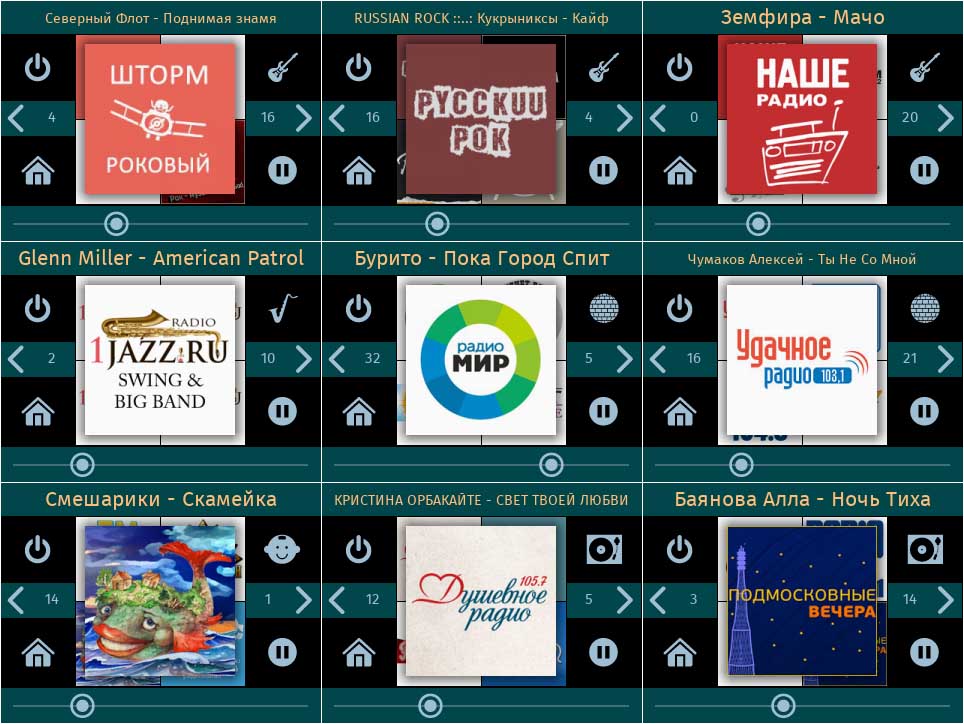 Северный Флот - Поднимая знамя
ШТОРМ
РОКОВЫЙ
4
16
RUSSIAN ROCK ::..: Кукрыниксы - Кайф
РУССКИЙ
РОК
16
4
Земфира - Мачо
НАШЕ
РАДИО
0
20
Glenn Miller - American Patrol
RADIO
1JAZZ.RU
SWING &
BIG BAND
2
10
Бурито - Пока Город Спит
радио
МИР
32
5
Чумаков Алексей - Ты Не Со Мной
Удачное
радио 103,1
16
21
Смешарики - Скамейка
14
1
КРИСТИНА ОРБАКАЙТЕ - СВЕТ ТВОЕЙ ЛЮБВИ
105.7
Душевное
радио
12
5
Баянова Алла - Ночь Тиха
ПОДМОСКОВНЫЕ
ВЕЧЕРА
3
14